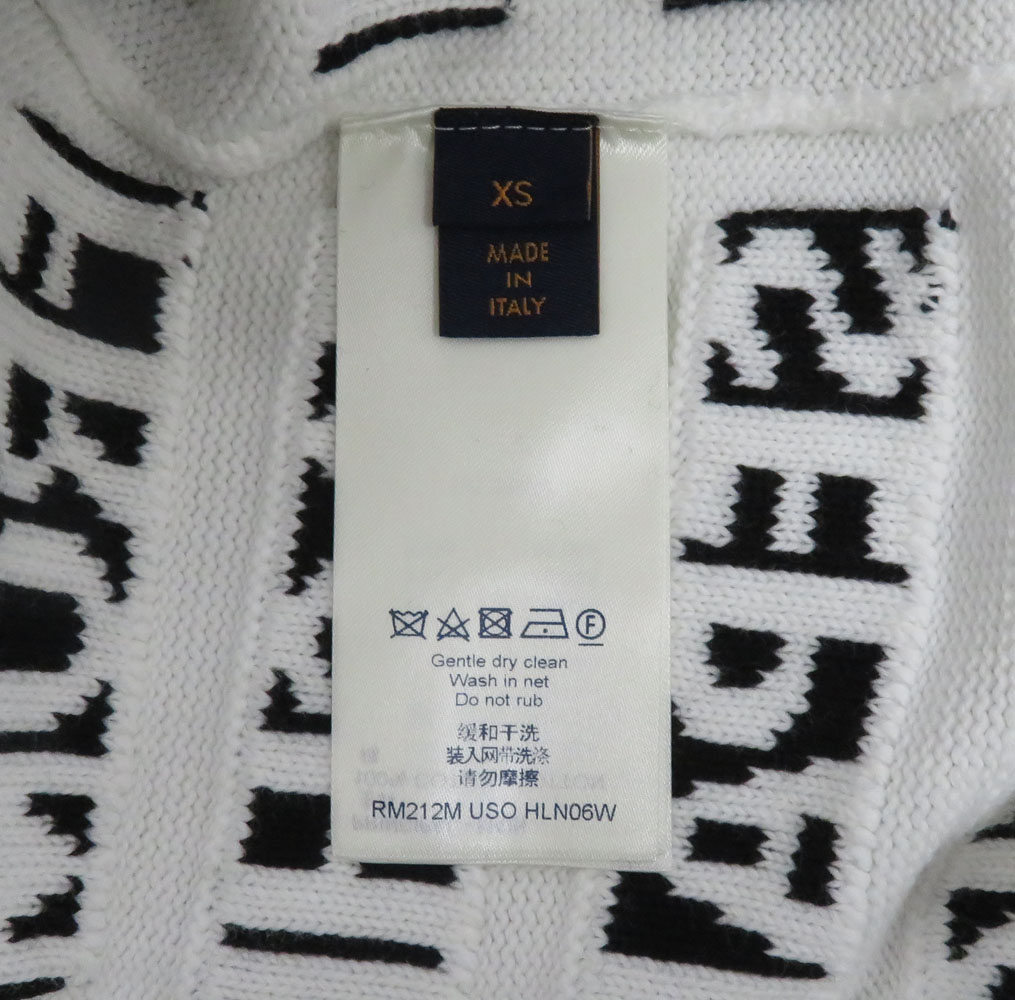 XS
MADE
IN
ITALY
F
Gentle dry clean
Wash in net
Do not rub
缓和干洗
装入网带洗涤
请勿摩擦
RM212M USO HLN06W